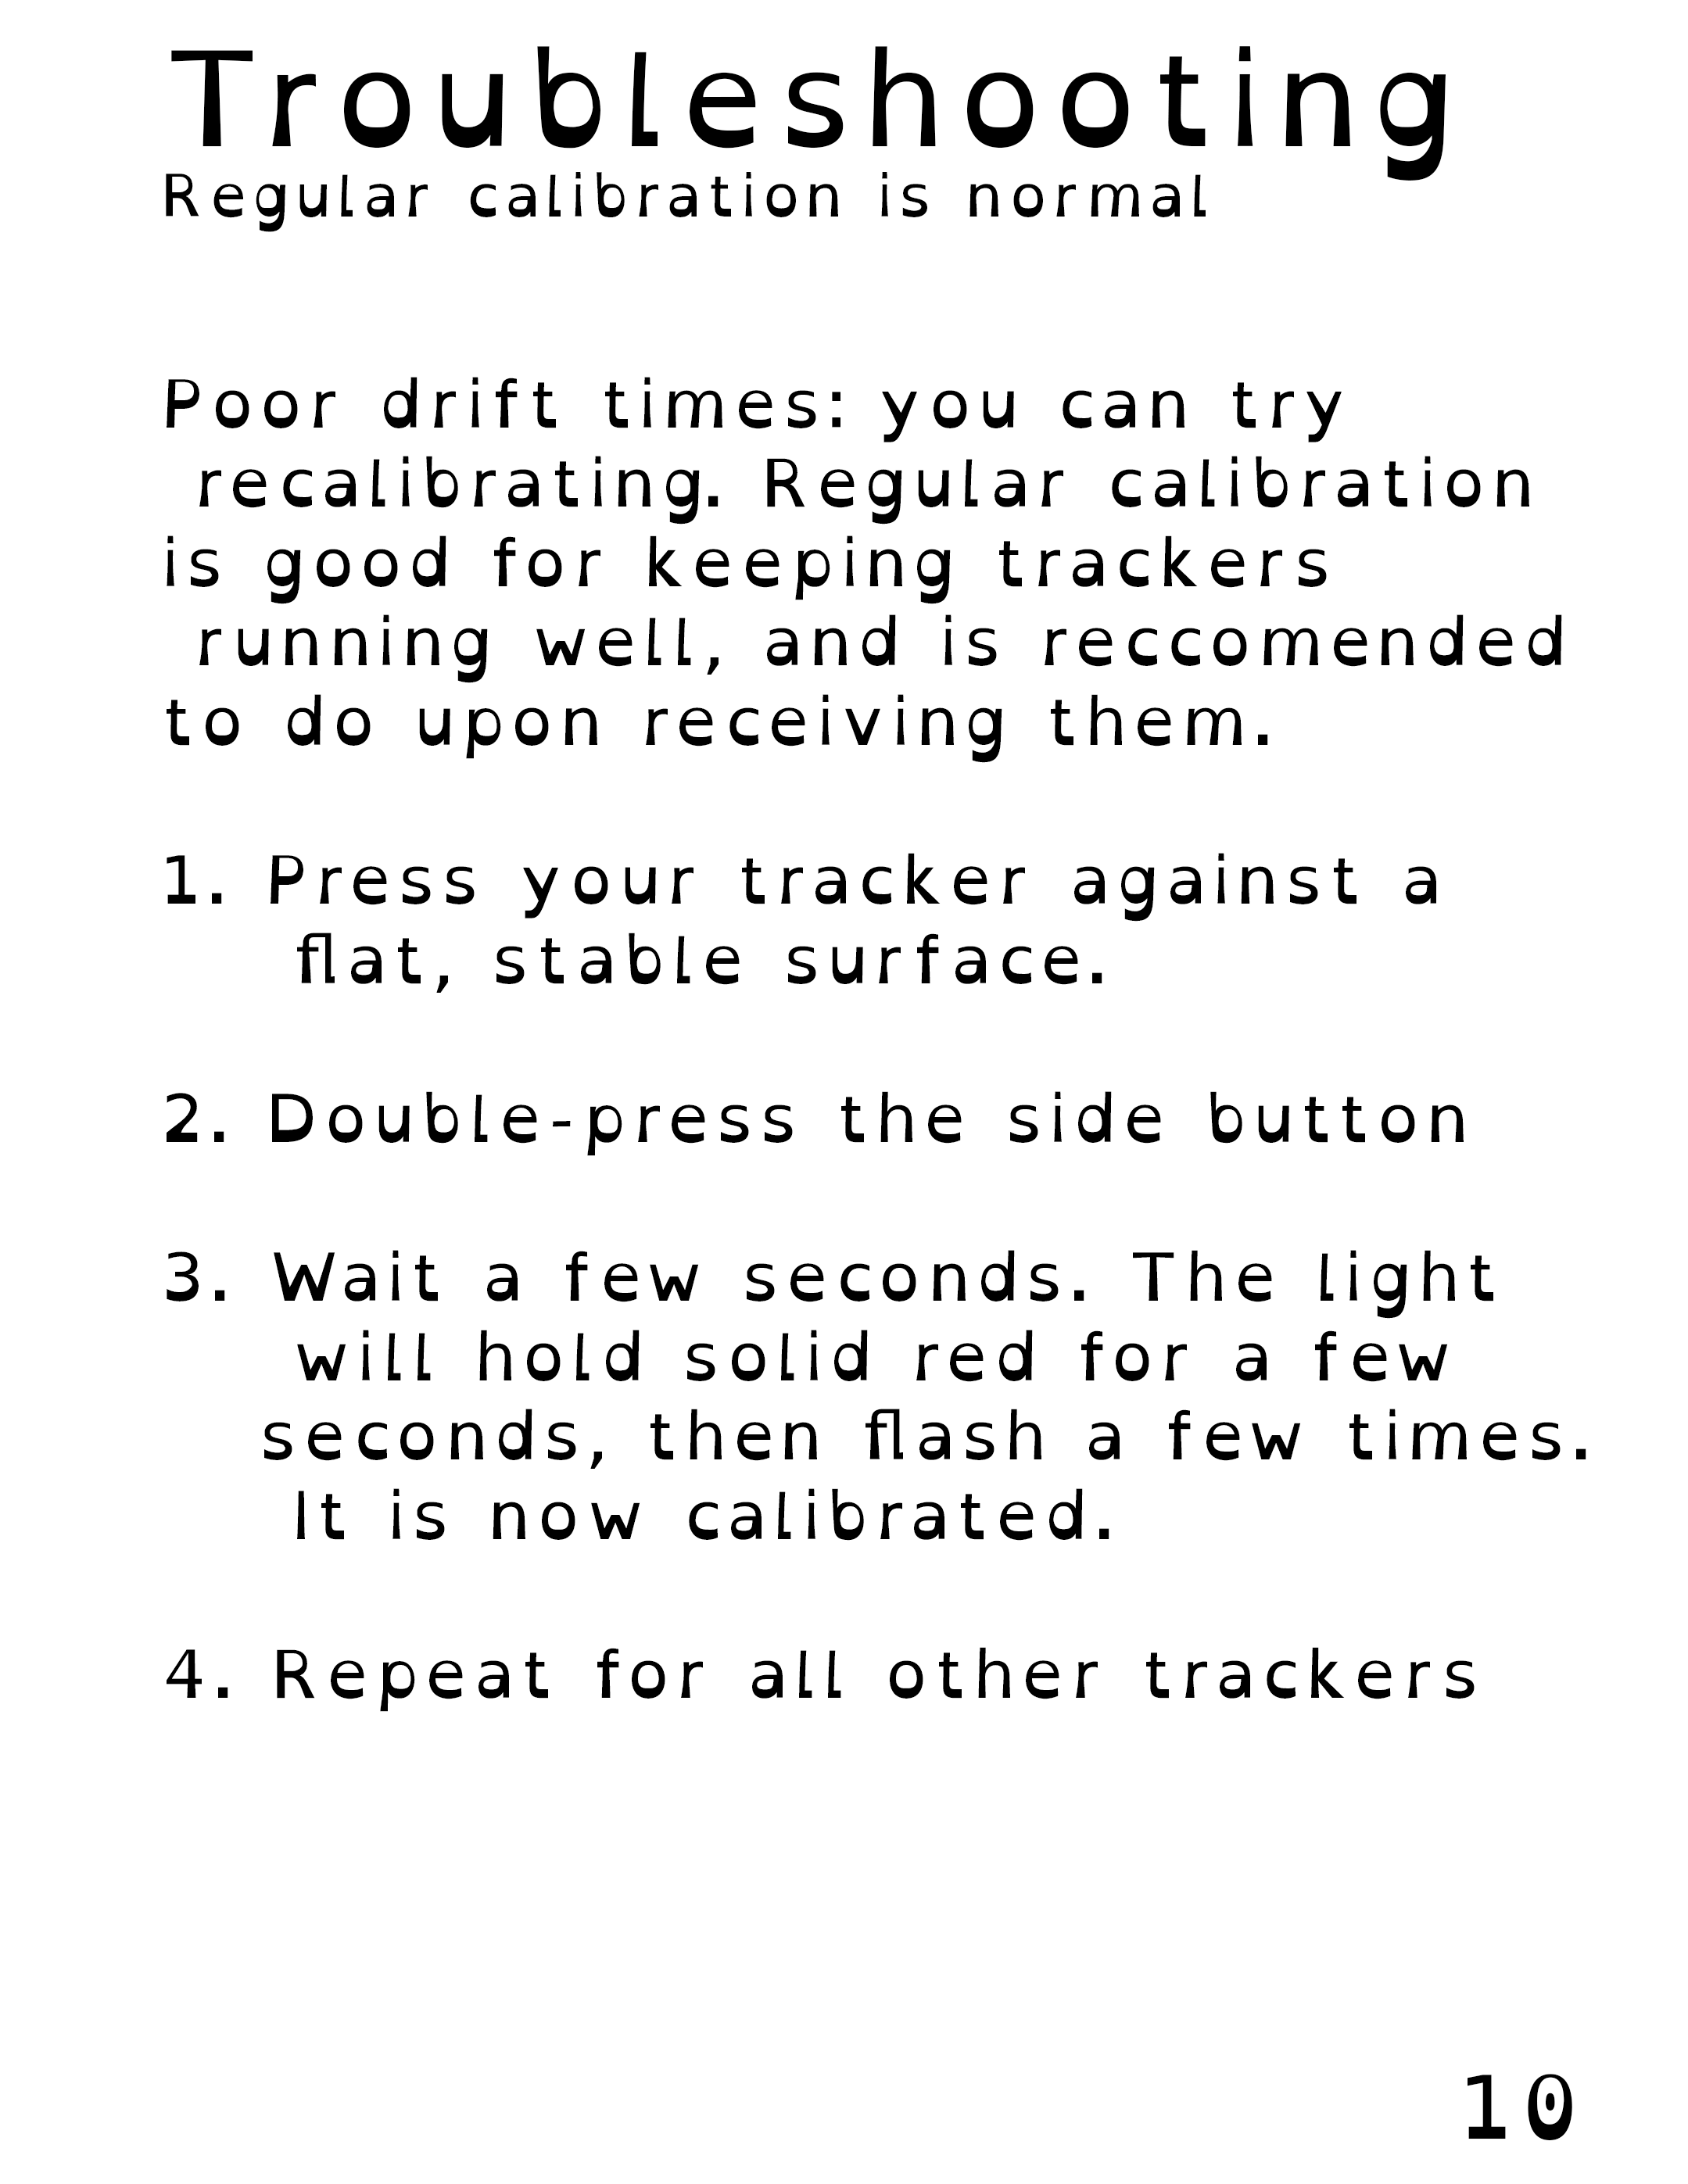 Troubleshooting
Regular calibration is normal
Poor drift times: you can try
recalibrating. Regular calibration
is good for keeping trackers
running well, and is reccomended
to do upon receiving them.
1. Press your tracker against a
flat, stable surface.
2. Double-press the side button
3. Wait a few seconds. The light
will hold solid red for a few
seconds, then flash a few times.
It is now calibrated.
4. Repeat for all other trackers
10